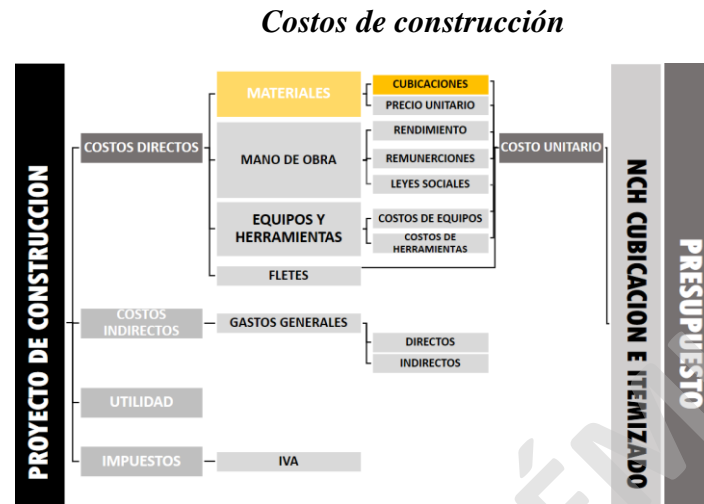 Costos de construcción
PROYECTO DE CONSTRUCCION
COSTOS DIRECTOS
MATERIALES
CUBICACIONES
PRECIO UNITARIO
MANO DE OBRA
RENDIMIENTO
REMUNERCIONES
LEYES SOCIALES
EQUIPOS Y
HERRAMIENTAS
COSTOS DE EQUIPOS
COSTOS DE
HERRAMIENTAS
FLETES
COSTO UNITARIO
COSTOS
INDIRECTOS
GASTOS GENERALES
DIRECTOS
INDIRECTOS
UTILIDAD
IMPUESTOS
IVA
NCH CUBICACION E ITEMIZADO
PRESUPUESTO